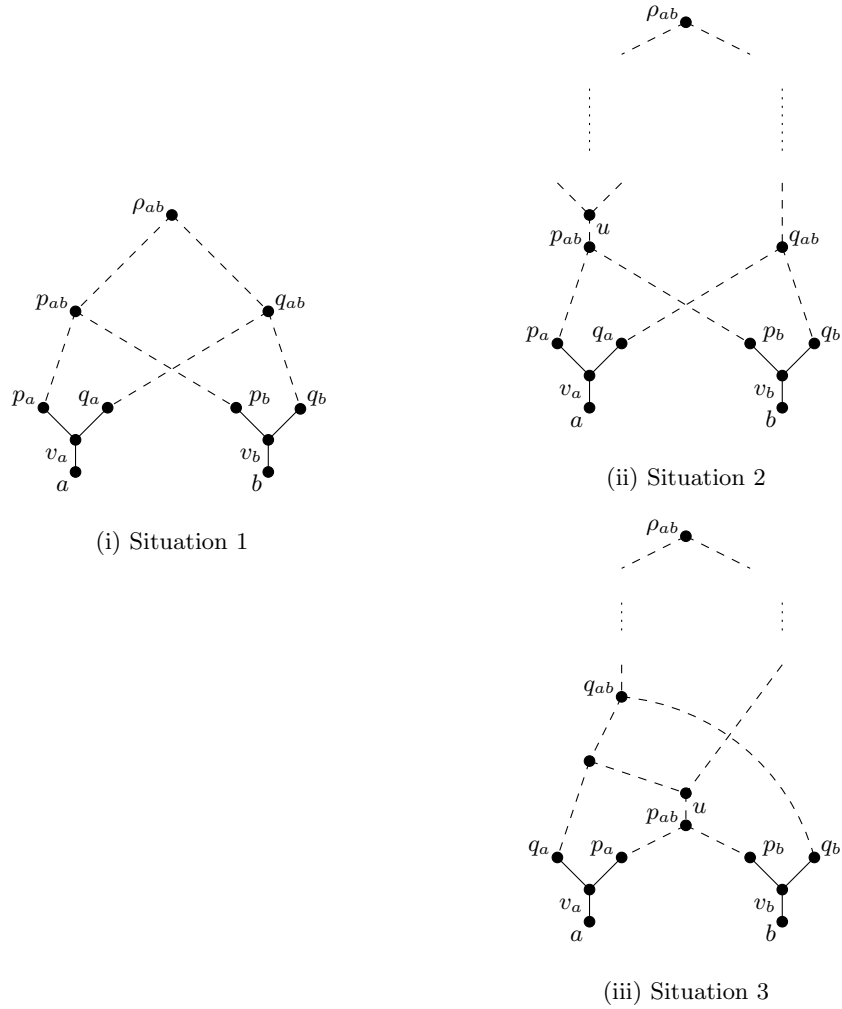 ρ_ab
p_ab q_ab
p_a q_a p_b q_b
v_a v_b
a b
(i) Situation 1
ρ_ab
u
p_ab q_ab
p_a q_a p_b q_b
v_a v_b
a b
(ii) Situation 2
ρ_ab
q_ab
u
p_ab
q_a p_a p_b q_b
v_a v_b
a b
(iii) Situation 3